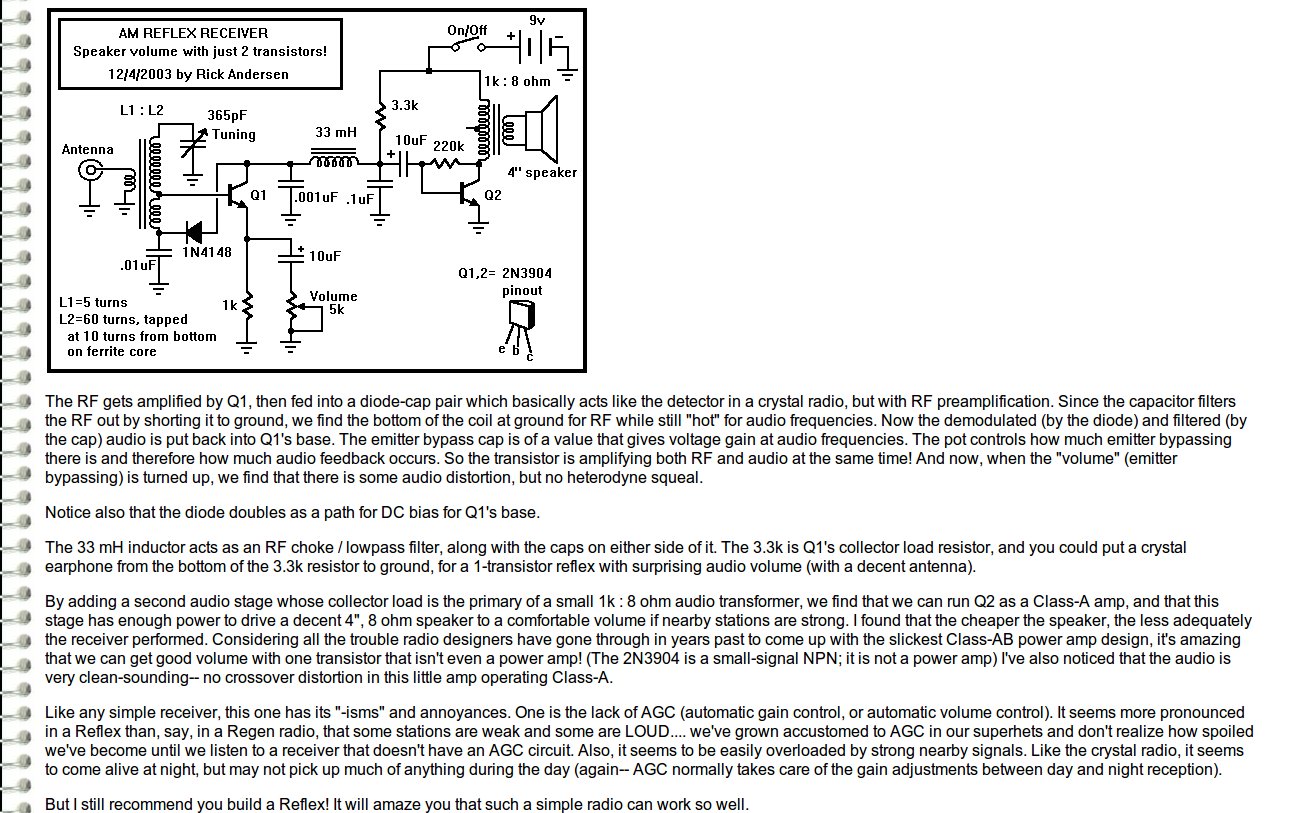 AM REFLEX RECEIVER
Speaker volume with just 2 transistors!
12/4/2003 by Rick Andersen
On/Off
+
9v
-
1k : 8 ohm
L1 : L2
365pF
Tuning
3.3k
33 mH
10uF
+
220k
Antenna
4" speaker
Q1
.001uF
.1uF
Q2
1N4148
.01uF
+
10uF
Q1,2= 2N3904
pinout
Volume
5k
1k
e b c
L1=5 turns
L2=60 turns, tapped
at 10 turns from bottom
on ferrite core
The RF gets amplified by Q1, then fed into a diode-cap pair which basically acts like the detector in a crystal radio, but with RF preamplification. Since the capacitor filters
the RF out by shorting it to ground, we find the bottom of the coil at ground for RF while still "hot" for audio frequencies. Now the demodulated (by the diode) and filtered (by
the cap) audio is put back into Q1's base. The emitter bypass cap is of a value that gives voltage gain at audio frequencies. The pot controls how much emitter bypassing
there is and therefore how much audio feedback occurs. So the transistor is amplifying both RF and audio at the same time! And now, when the "volume" (emitter
bypassing) is turned up, we find that there is some audio distortion, but no heterodyne squeal.
Notice also that the diode doubles as a path for DC bias for Q1's base.
The 33 mH inductor acts as an RF choke / lowpass filter, along with the caps on either side of it. The 3.3k is Q1's collector load resistor, and you could put a crystal
earphone from the bottom of the 3.3k resistor to ground, for a 1-transistor reflex with surprising audio volume (with a decent antenna).
By adding a second audio stage whose collector load is the primary of a small 1k : 8 ohm audio transformer, we find that we can run Q2 as a Class-A amp, and that this
stage has enough power to drive a decent 4", 8 ohm speaker to a comfortable volume if nearby stations are strong. I found that the cheaper the speaker, the less adequately
the receiver performed. Considering all the trouble radio designers have gone through in years past to come up with the slickest Class-AB power amp design, it's amazing
that we can get good volume with one transistor that isn't even a power amp! (The 2N3904 is a small-signal NPN; it is not a power amp) I've also noticed that the audio is
very clean-sounding-- no crossover distortion in this little amp operating Class-A.
Like any simple receiver, this one has its "-isms" and annoyances. One is the lack of AGC (automatic gain control, or automatic volume control). It seems more pronounced
in a Reflex than, say, in a Regen radio, that some stations are weak and some are LOUD.... we've grown accustomed to AGC in our superhets and don't realize how spoiled
we've become until we listen to a receiver that doesn't have an AGC circuit. Also, it seems to be easily overloaded by strong nearby signals. Like the crystal radio, it seems
to come alive at night, but may not pick up much of anything during the day (again-- AGC normally takes care of the gain adjustments between day and night reception).
But I still recommend you build a Reflex! It will amaze you that such a simple radio can work so well.